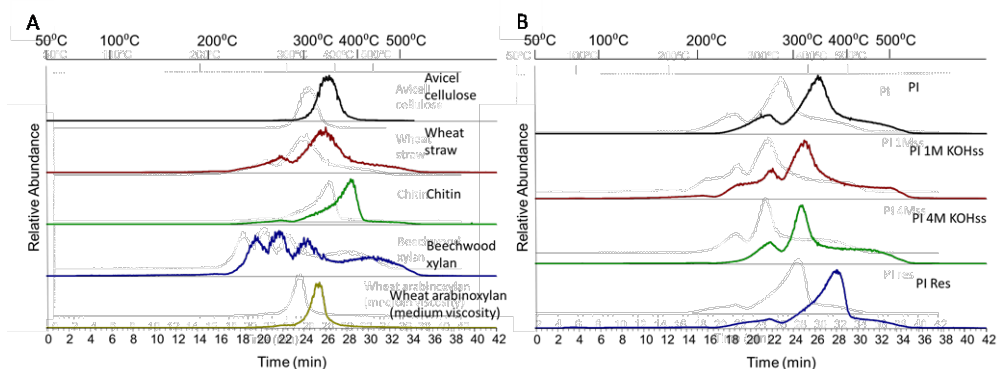 A
50°C 100°C 200°C 300°C 400°C 500°C
Relative Abundance
Avicel
cellulose
Wheat
straw
Chitin
Beechwood
xylan
Wheat arabinoxylan
(medium viscosity)
0 2 4 6 8 10 12 14 16 18 20 22 24 26 28 30 32 34 36 38 40 42
Time (min)
B
50°C 100°C 200°C 300°C 400°C 500°C
Relative Abundance
PI
PI 1M KOHss
PI 4M KOHss
PI Res
0 2 4 6 8 10 12 14 16 18 20 22 24 26 28 30 32 34 36 38 40 42
Time (min)